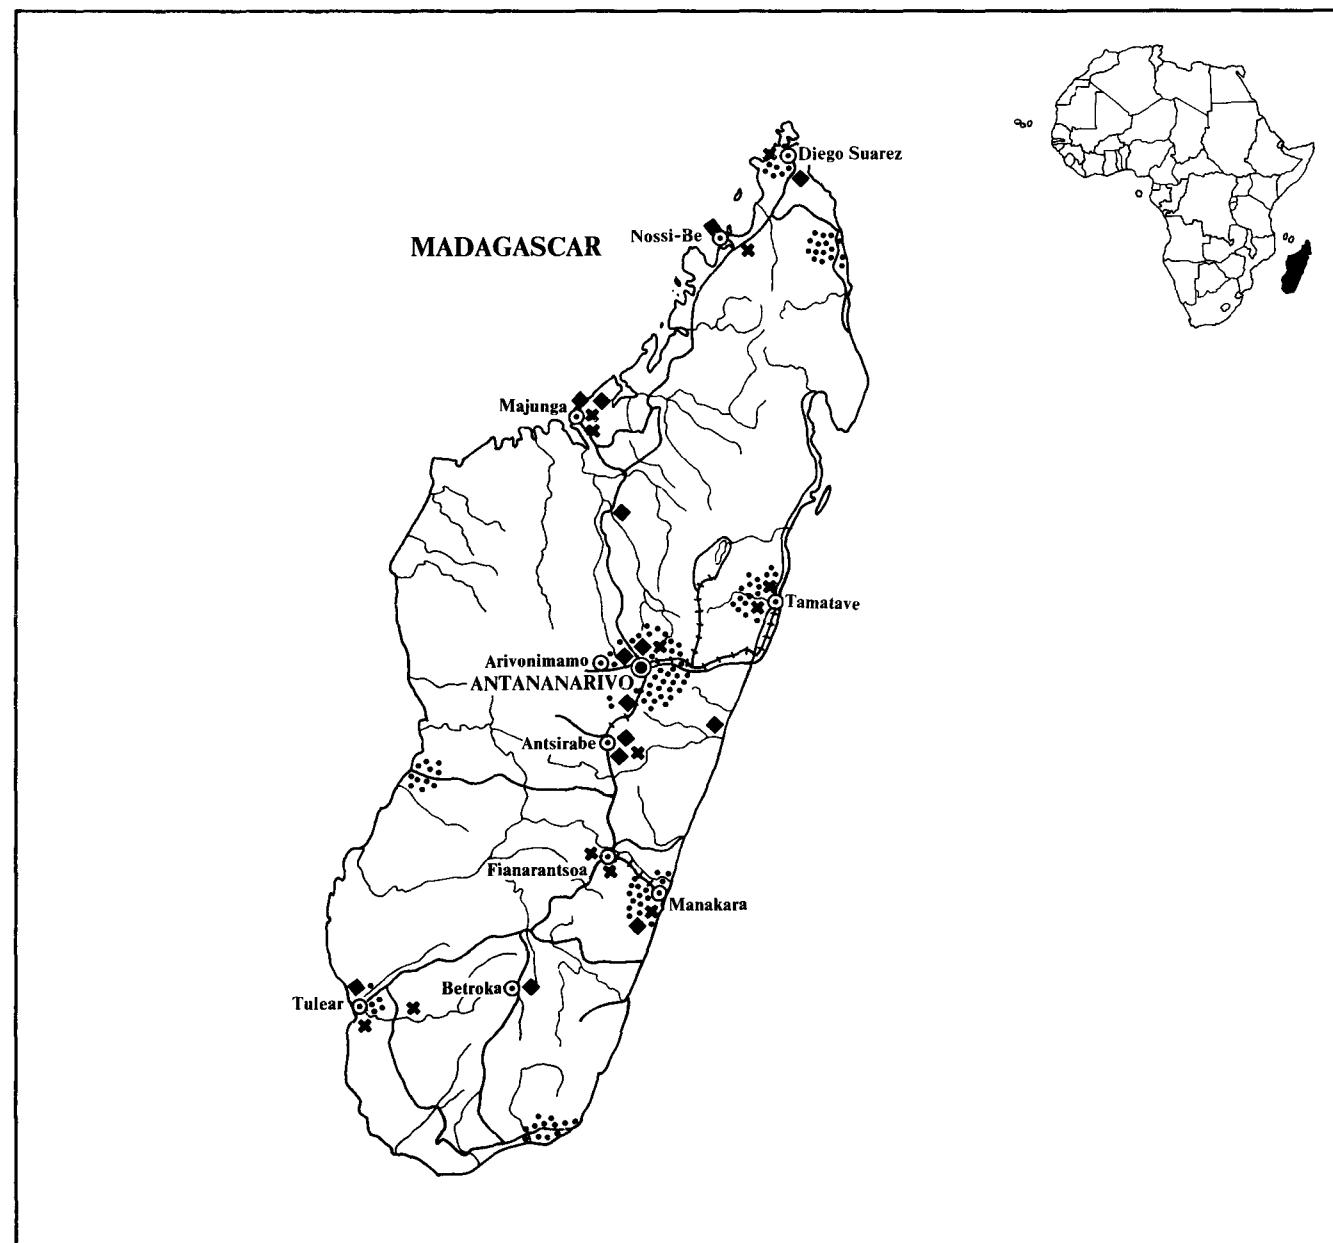 Diego Suarez
Nossi-Be
MADAGASCAR
Majunga
Tamatave
Arivonimamo
ANTANANARIVO
Antsirabe
Fianarantsoa
Manakara
Betroka
Tulear